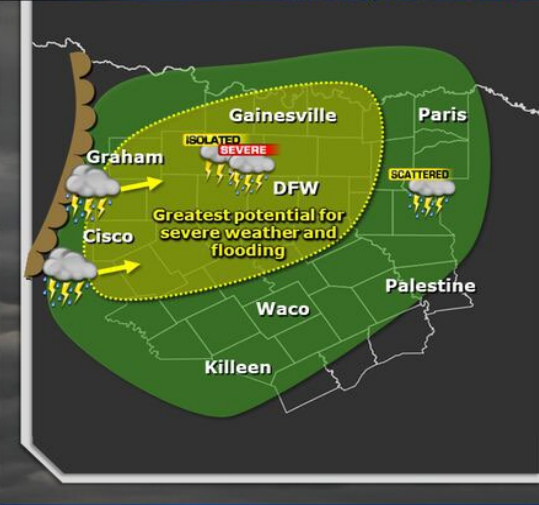 Gainesville
Paris
ISOLATED
SEVERE
Graham
SCATTERED
DFW
Greatest potential for
severe weather and
flooding
Cisco
Palestine
Waco
Killeen